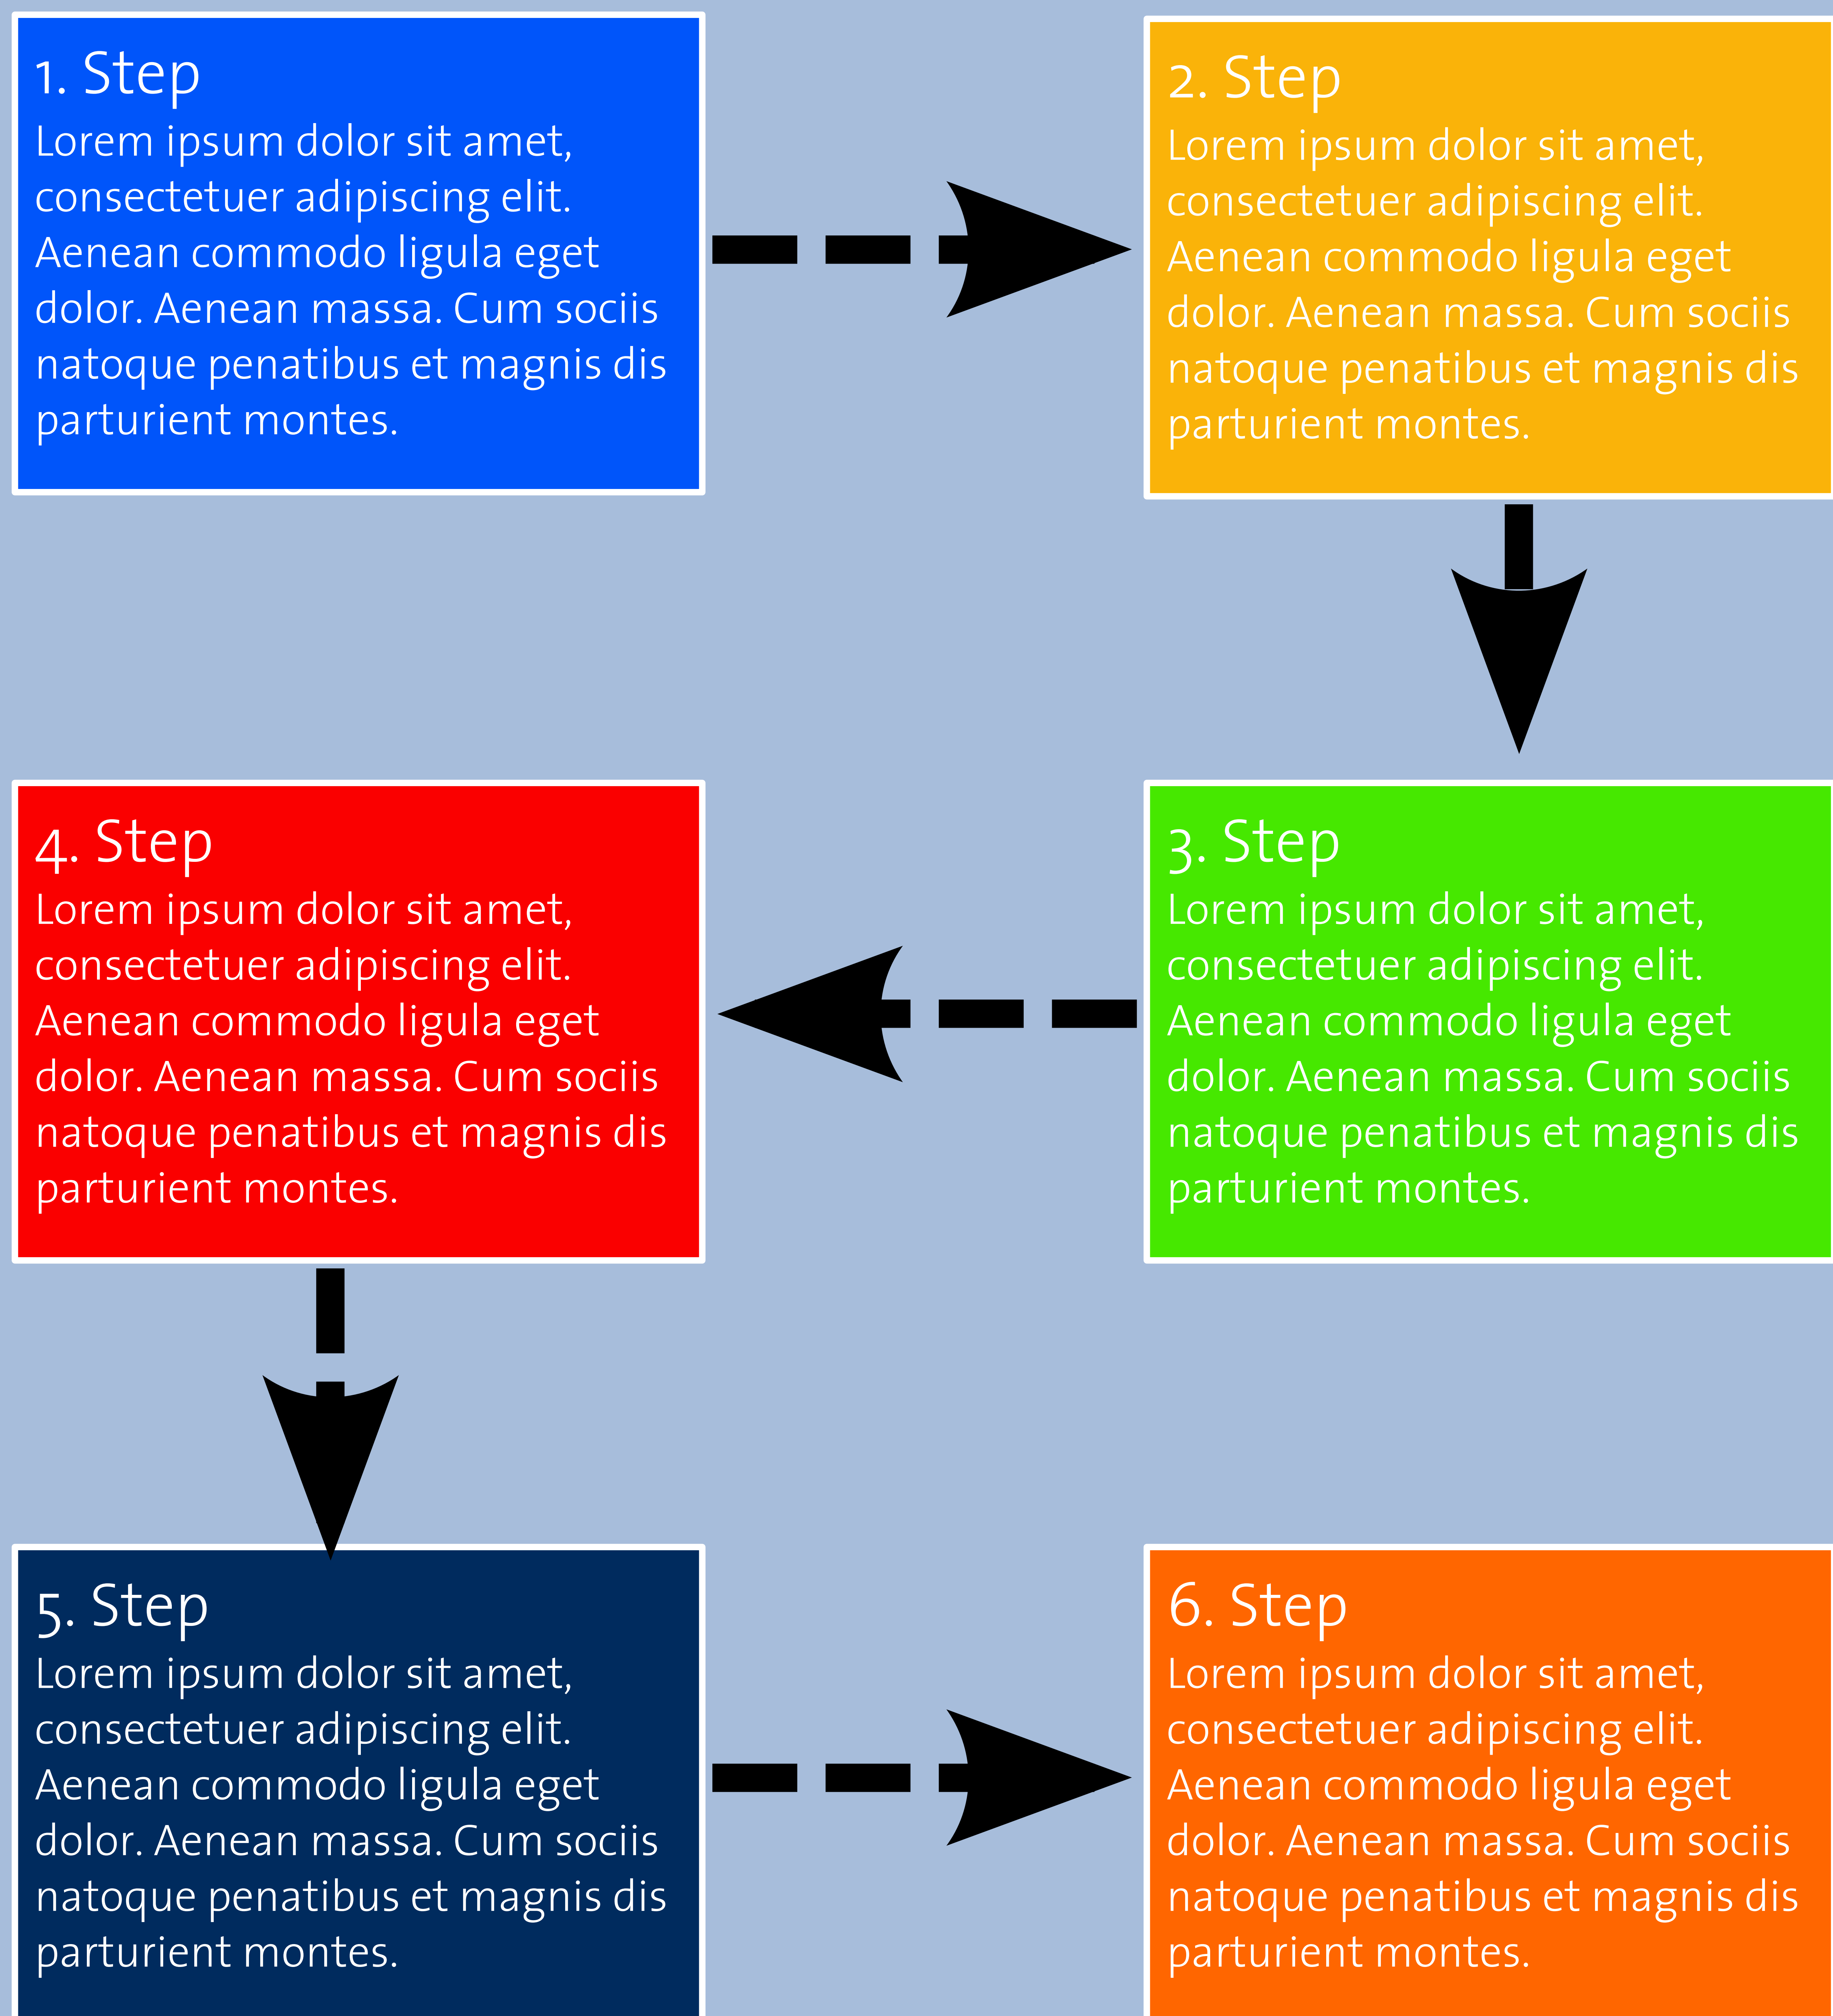 1. Step
Lorem ipsum dolor sit amet,
consectetuer adipiscing elit.
Aenean commodo ligula eget
dolor. Aenean massa. Cum sociis
natoque penatibus et magnis dis
parturient montes.
2. Step
Lorem ipsum dolor sit amet,
consectetuer adipiscing elit.
Aenean commodo ligula eget
dolor. Aenean massa. Cum sociis
natoque penatibus et magnis dis
parturient montes.
3. Step
Lorem ipsum dolor sit amet,
consectetuer adipiscing elit.
Aenean commodo ligula eget
dolor. Aenean massa. Cum sociis
natoque penatibus et magnis dis
parturient montes.
4. Step
Lorem ipsum dolor sit amet,
consectetuer adipiscing elit.
Aenean commodo ligula eget
dolor. Aenean massa. Cum sociis
natoque penatibus et magnis dis
parturient montes.
5. Step
Lorem ipsum dolor sit amet,
consectetuer adipiscing elit.
Aenean commodo ligula eget
dolor. Aenean massa. Cum sociis
natoque penatibus et magnis dis
parturient montes.
6. Step
Lorem ipsum dolor sit amet,
consectetuer adipiscing elit.
Aenean commodo ligula eget
dolor. Aenean massa. Cum sociis
natoque penatibus et magnis dis
parturient montes.